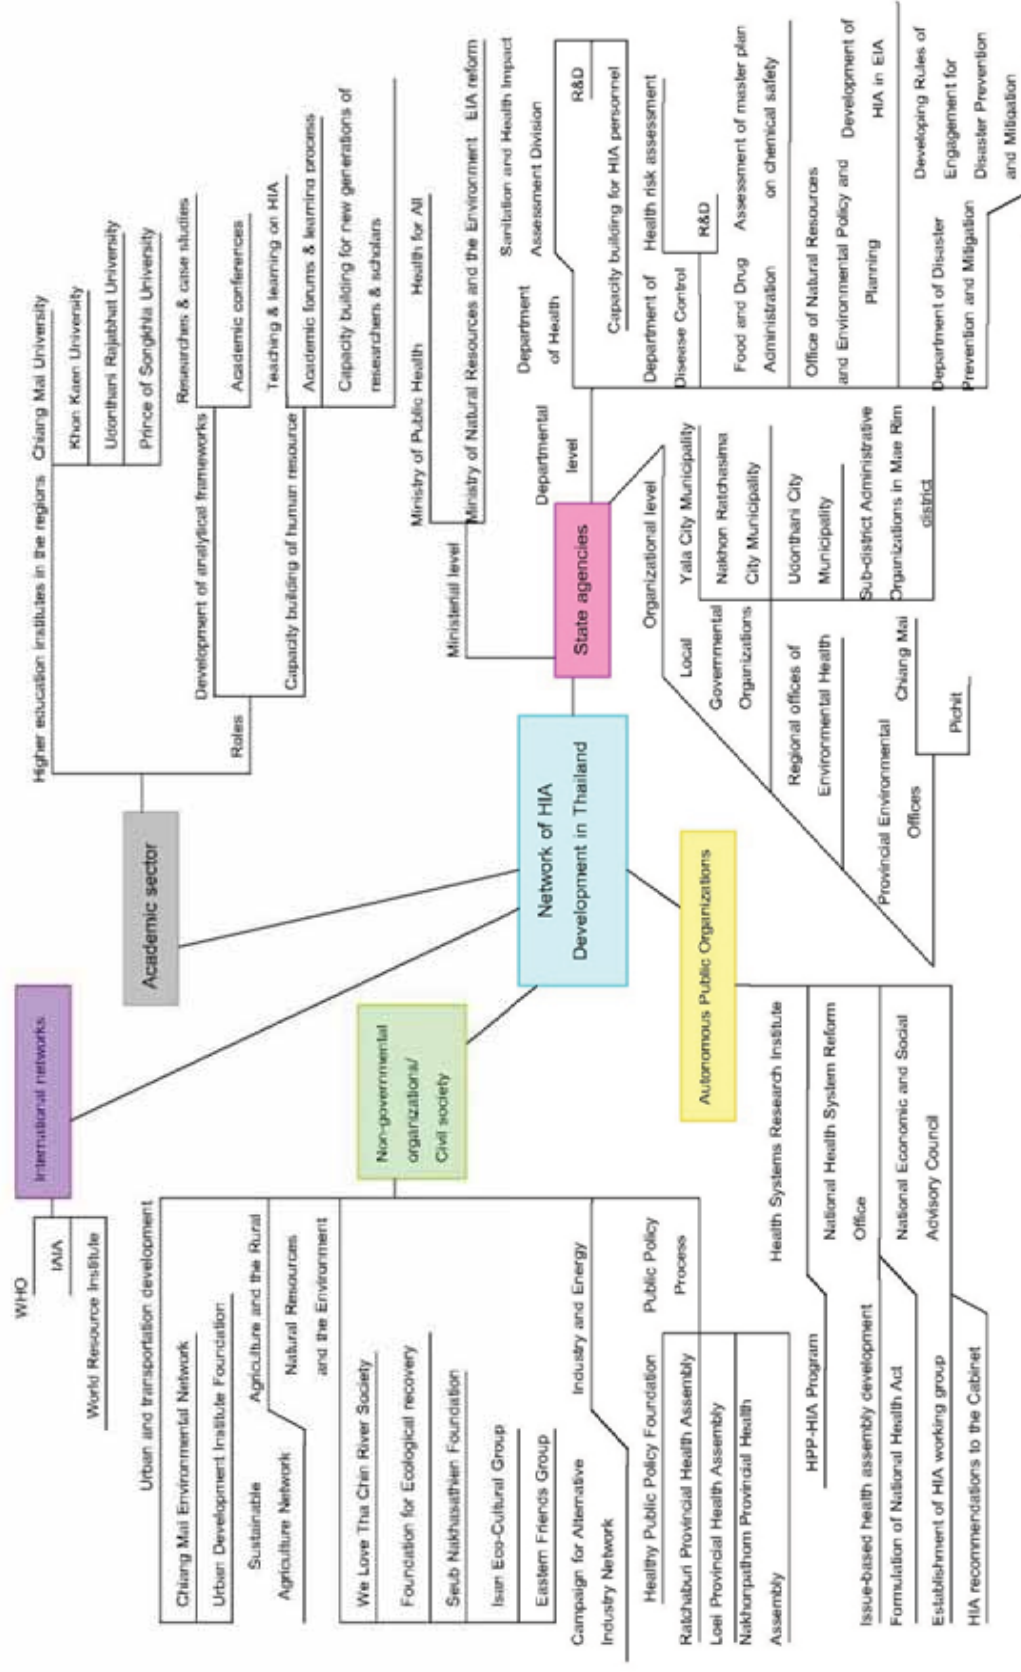 Network of HIA
Development in Thailand
International networks
WHO
IAIA
World Resource Institute
Academic sector
Higher education institutes in the regions
Chiang Mai University
Khon Kaen University
Udonthani Rajabhat University
Prince of Songkhla University
Roles
Development of analytical frameworks
Researches & case studies
Academic conferences
Capacity building of human resource
Teaching & learning on HIA
Academic forums & learning process
Capacity building for new generations of
researchers & scholars
State agencies
Ministerial level
Ministry of Public Health
Health for All
Ministry of Natural Resources and the Environment
EIA reform
Departmental
level
Department
of Health
Sanitation and Health Impact
Assessment Division
R&D
Capacity building for HIA personnel
Department of
Disease Control
Health risk assessment
R&D
Food and Drug
Administration
Assessment of master plan
on chemical safety
Office of Natural Resources
and Environmental Policy and
Planning
Development of
HIA in EIA
Department of Disaster
Prevention and Mitigation
Developing Rules of
Engagement for
Disaster Prevention
and Mitigation
Organizational level
Local
Governmental
Organizations
Yala City Municipality
Nakhon Ratchasima
City Municipality
Udonthani City
Municipality
Sub-district Administrative
Organizations in Mae Rim
district
Regional offices of
Environmental Health
Provincial Environmental
Offices
Chiang Mai
Pichit
Non-governmental
organizations/
Civil society
Urban and transportation development
Chiang Mai Environmental Network
Urban Development Institute Foundation
Agriculture and the Rural
Sustainable
Agriculture Network
Natural Resources
and the Environment
We Love Tha Chin River Society
Foundation for Ecological recovery
Seub Nakhasathien Foundation
Isan Eco-Cultural Group
Eastern Friends Group
Industry and Energy
Campaign for Alternative
Industry Network
Public Policy
Process
Healthy Public Policy Foundation
Ratchaburi Provincial Health Assembly
Loei Provincial Health Assembly
Nakhonpathom Provincial Health
Assembly
Autonomous Public Organizations
Health Systems Research Institute
HPP-HIA Program
National Health System Reform
Office
Issue-based health assembly development
Formulation of National Health Act
National Economic and Social
Advisory Council
Establishment of HIA working group
HIA recommendations to the Cabinet